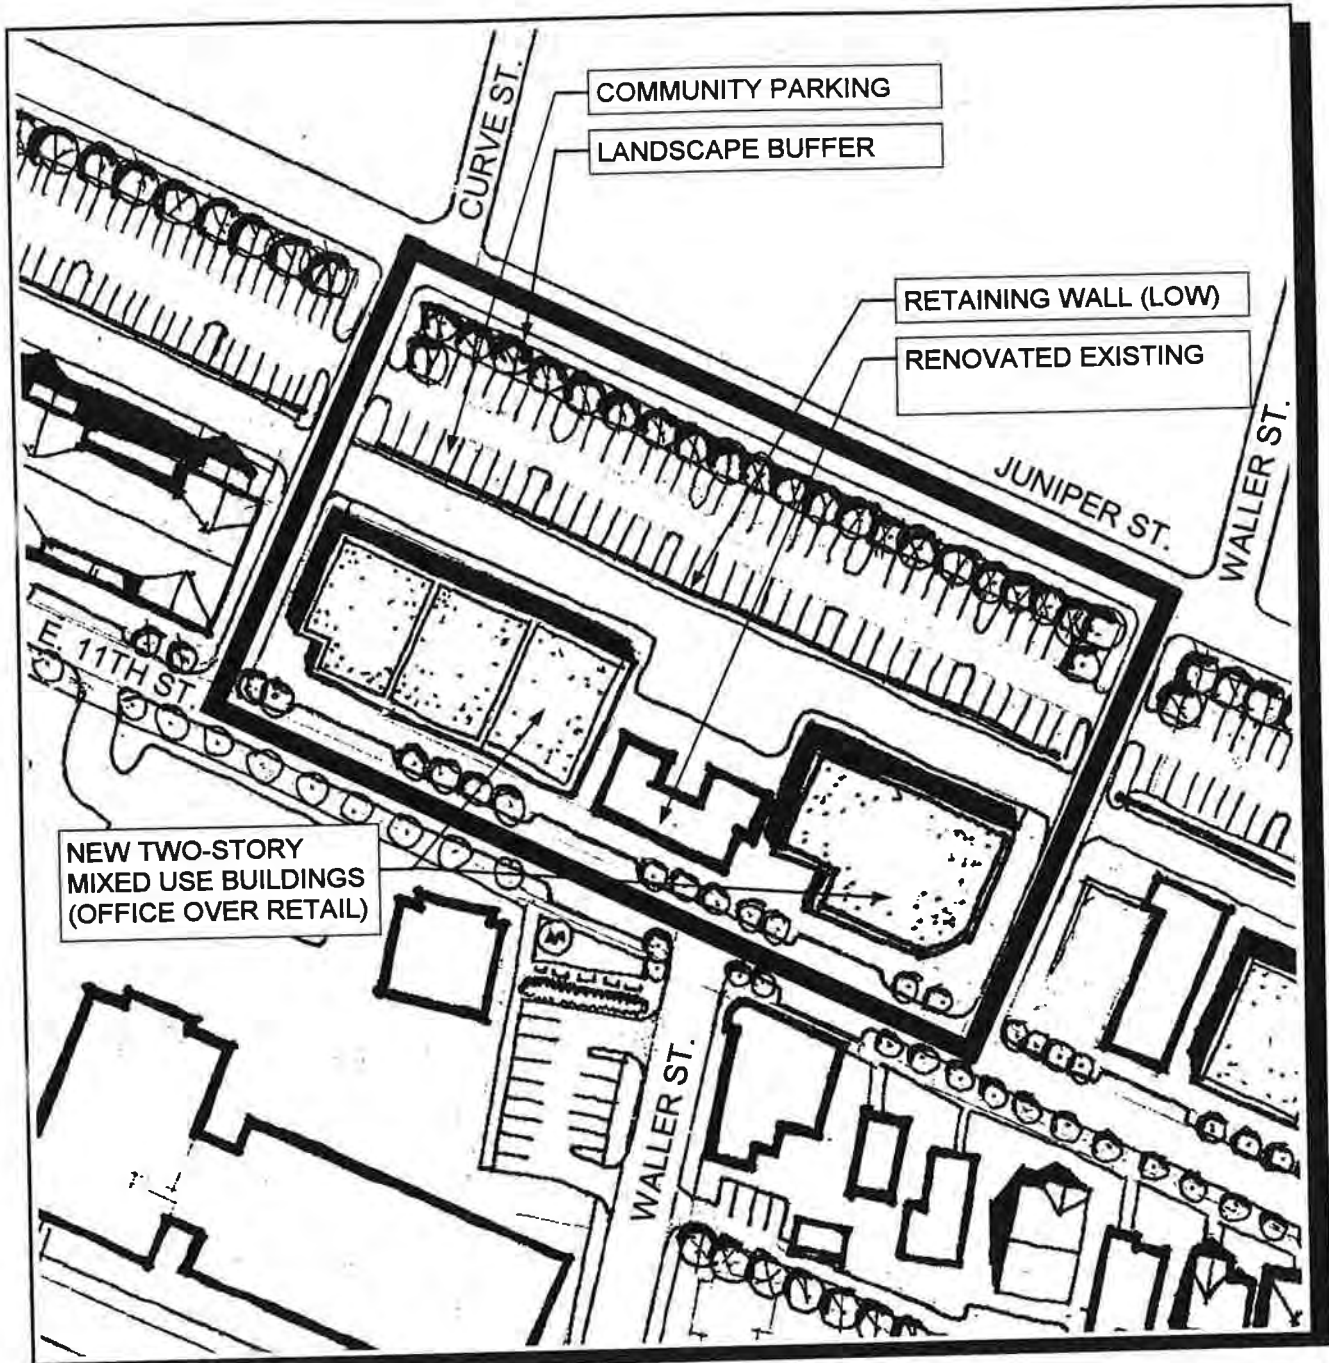 COMMUNITY PARKING
LANDSCAPE BUFFER
CURVE ST.
RETAINING WALL (LOW)
RENOVATED EXISTING
JUNIPER ST.
WALLER ST.
E. 11TH ST
NEW TWO-STORY
MIXED USE BUILDINGS
(OFFICE OVER RETAIL)
WALLER ST.